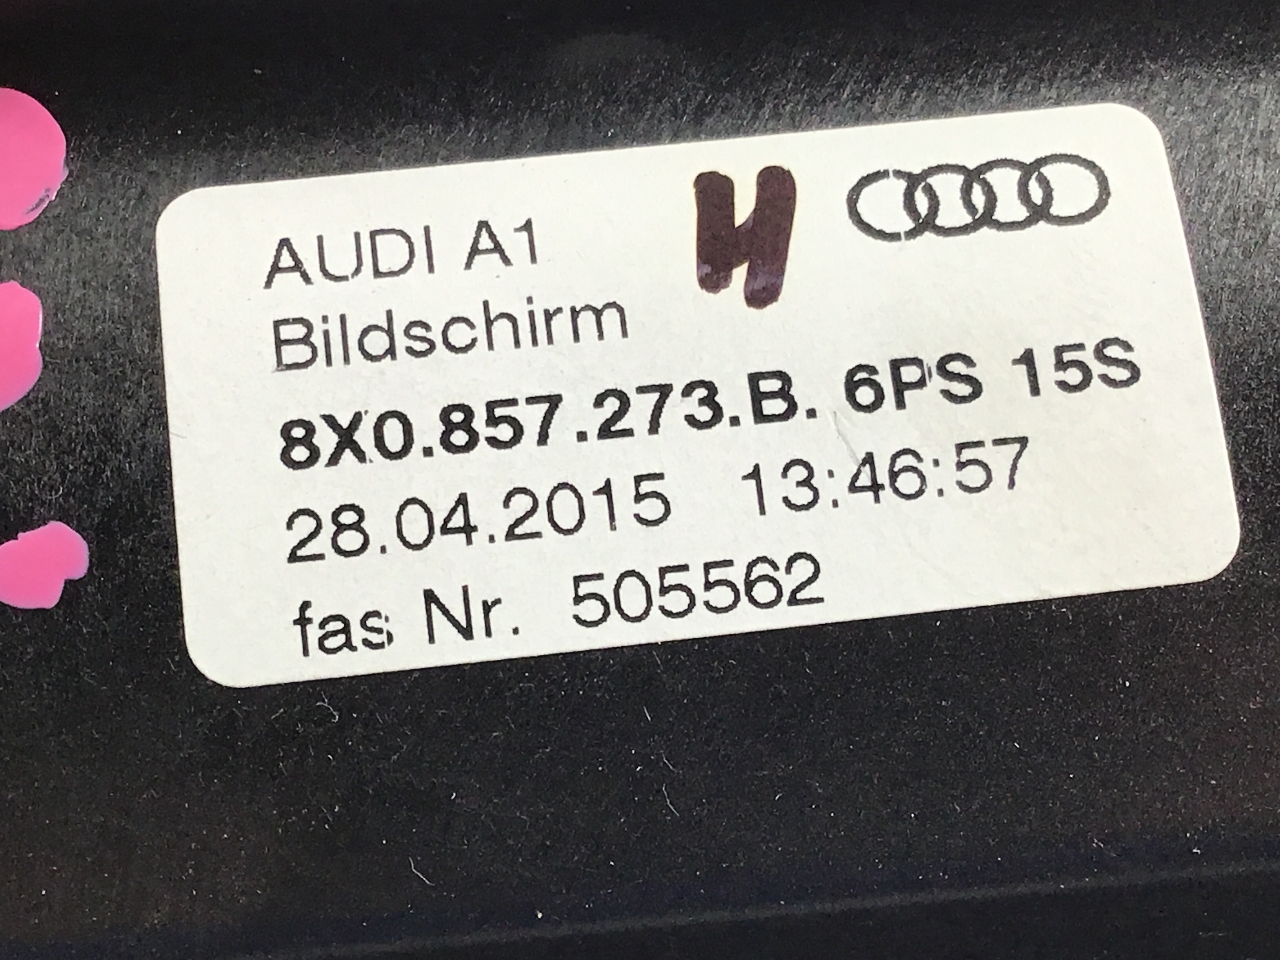 AUDI A1 H
Bildschirm
8X0.857.273.B. 6PS 15S
28.04.2015 13:46:57
fas Nr. 505562